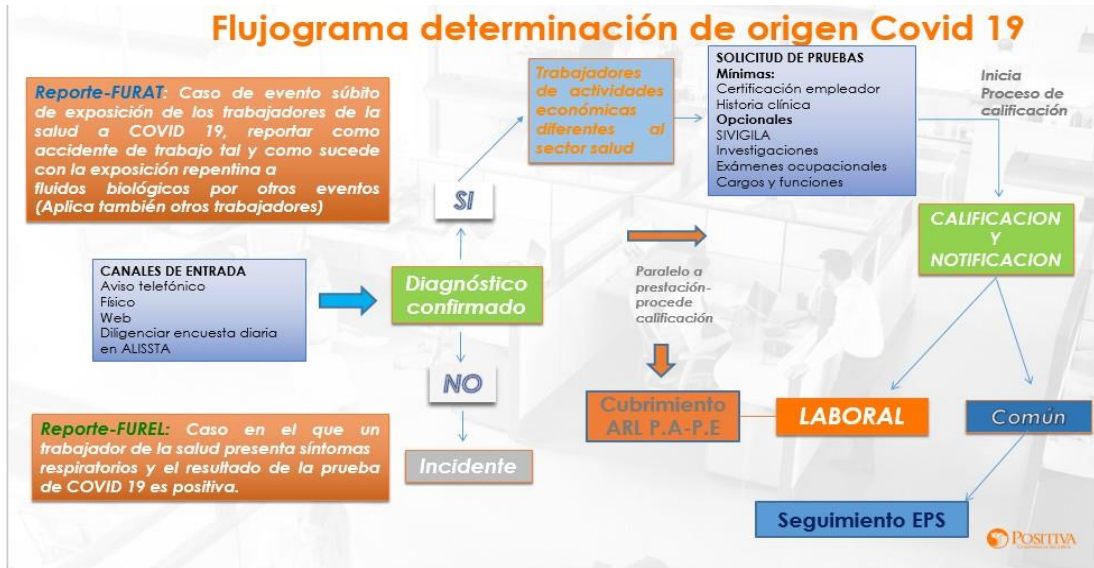 Flujograma determinación de origen Covid 19
Reporte-FURAT: Caso de evento súbito
de exposición de los trabajadores de la
salud a COVID 19, reportar como
accidente de trabajo tal y como sucede
con la exposición repentina a
fluidos biológicos por otros eventos
(Aplica también otros trabajadores)
CANALES DE ENTRADA
Aviso telefónico
Físico
Web
Diligenciar encuesta diaria
en ALISSTA
Reporte-FUREL: Caso en el que un
trabajador de la salud presenta síntomas
respiratorios y el resultado de la prueba
de COVID 19 es positiva.
SI
Diagnóstico
confirmado
NO
Incidente
Trabajadores
de actividades
económicas
diferentes al
sector salud
SOLICITUD DE PRUEBAS
Mínimas:
Certificación empleador
Historia clínica
Opcionales
SIVIGILA
Investigaciones
Exámenes ocupacionales
Cargos y funciones
Inicia
Proceso de
calificación
CALIFICACION
Y
NOTIFICACION
Paralelo a
prestación-
procede
calificación
Cubrimiento
ARL P.A-P.E
LABORAL
Común
Seguimiento EPS
POSITIVA